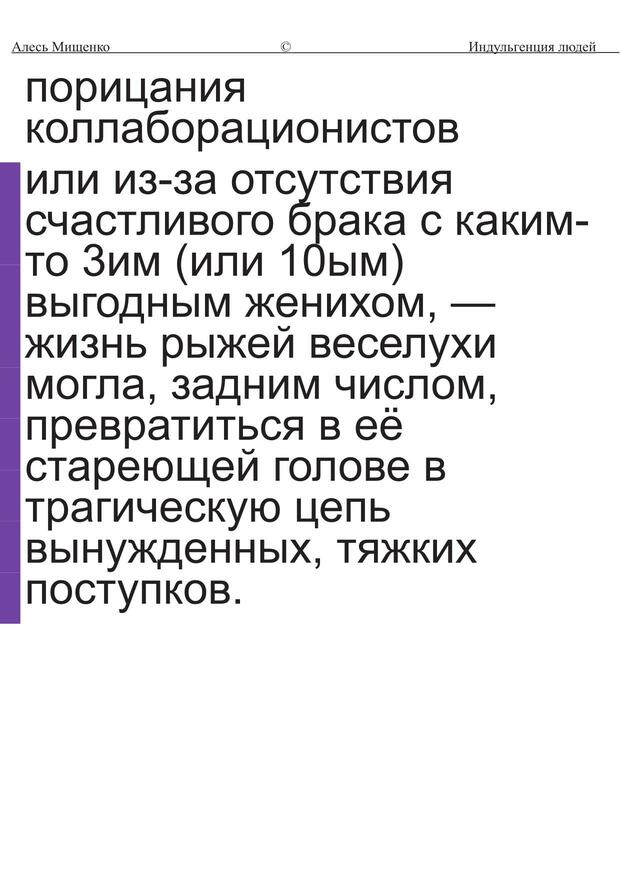 Алесь Мищенко © Индульгенция людей
порицания
коллаборационистов
или из-за отсутствия
счастливого брака с каким-
то 3им (или 10ым)
выгодным женихом, —
жизнь рыжей веселухи
могла, задним числом,
превратиться в её
стареющей голове в
трагическую цепь
вынужденных, тяжких
поступков.